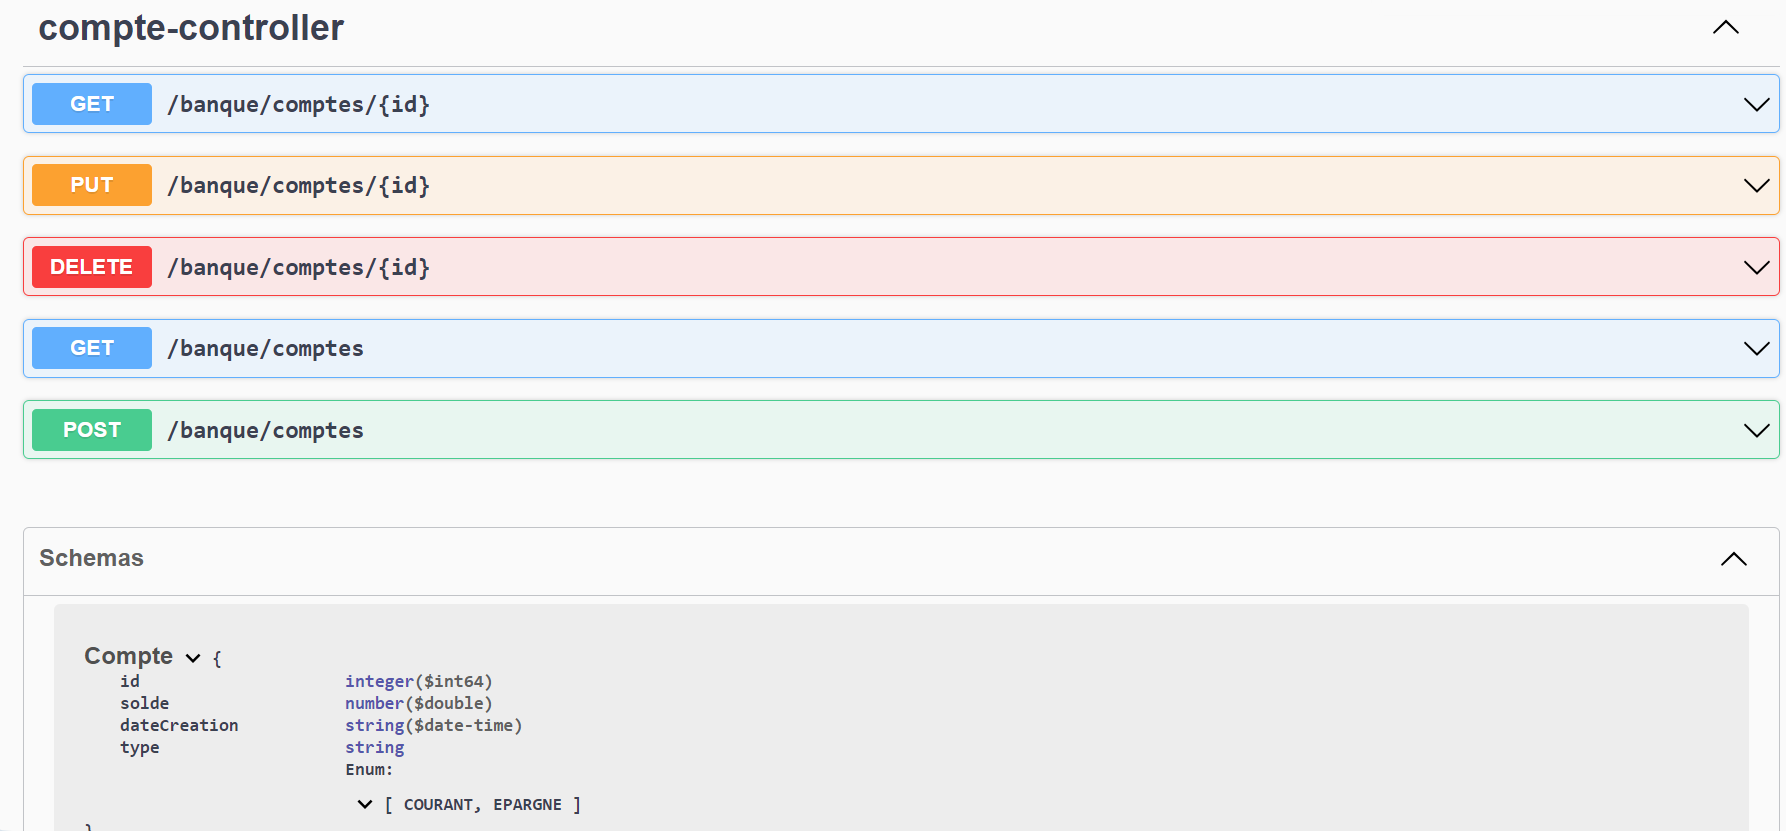 compte-controller
GET /banque/comptes/{id}
PUT /banque/comptes/{id}
DELETE /banque/comptes/{id}
GET /banque/comptes
POST /banque/comptes
Schemas
Compte {
id integer($int64)
solde number($double)
dateCreation string($date-time)
type string
Enum:
[ COURANT, EPARGNE ]
}